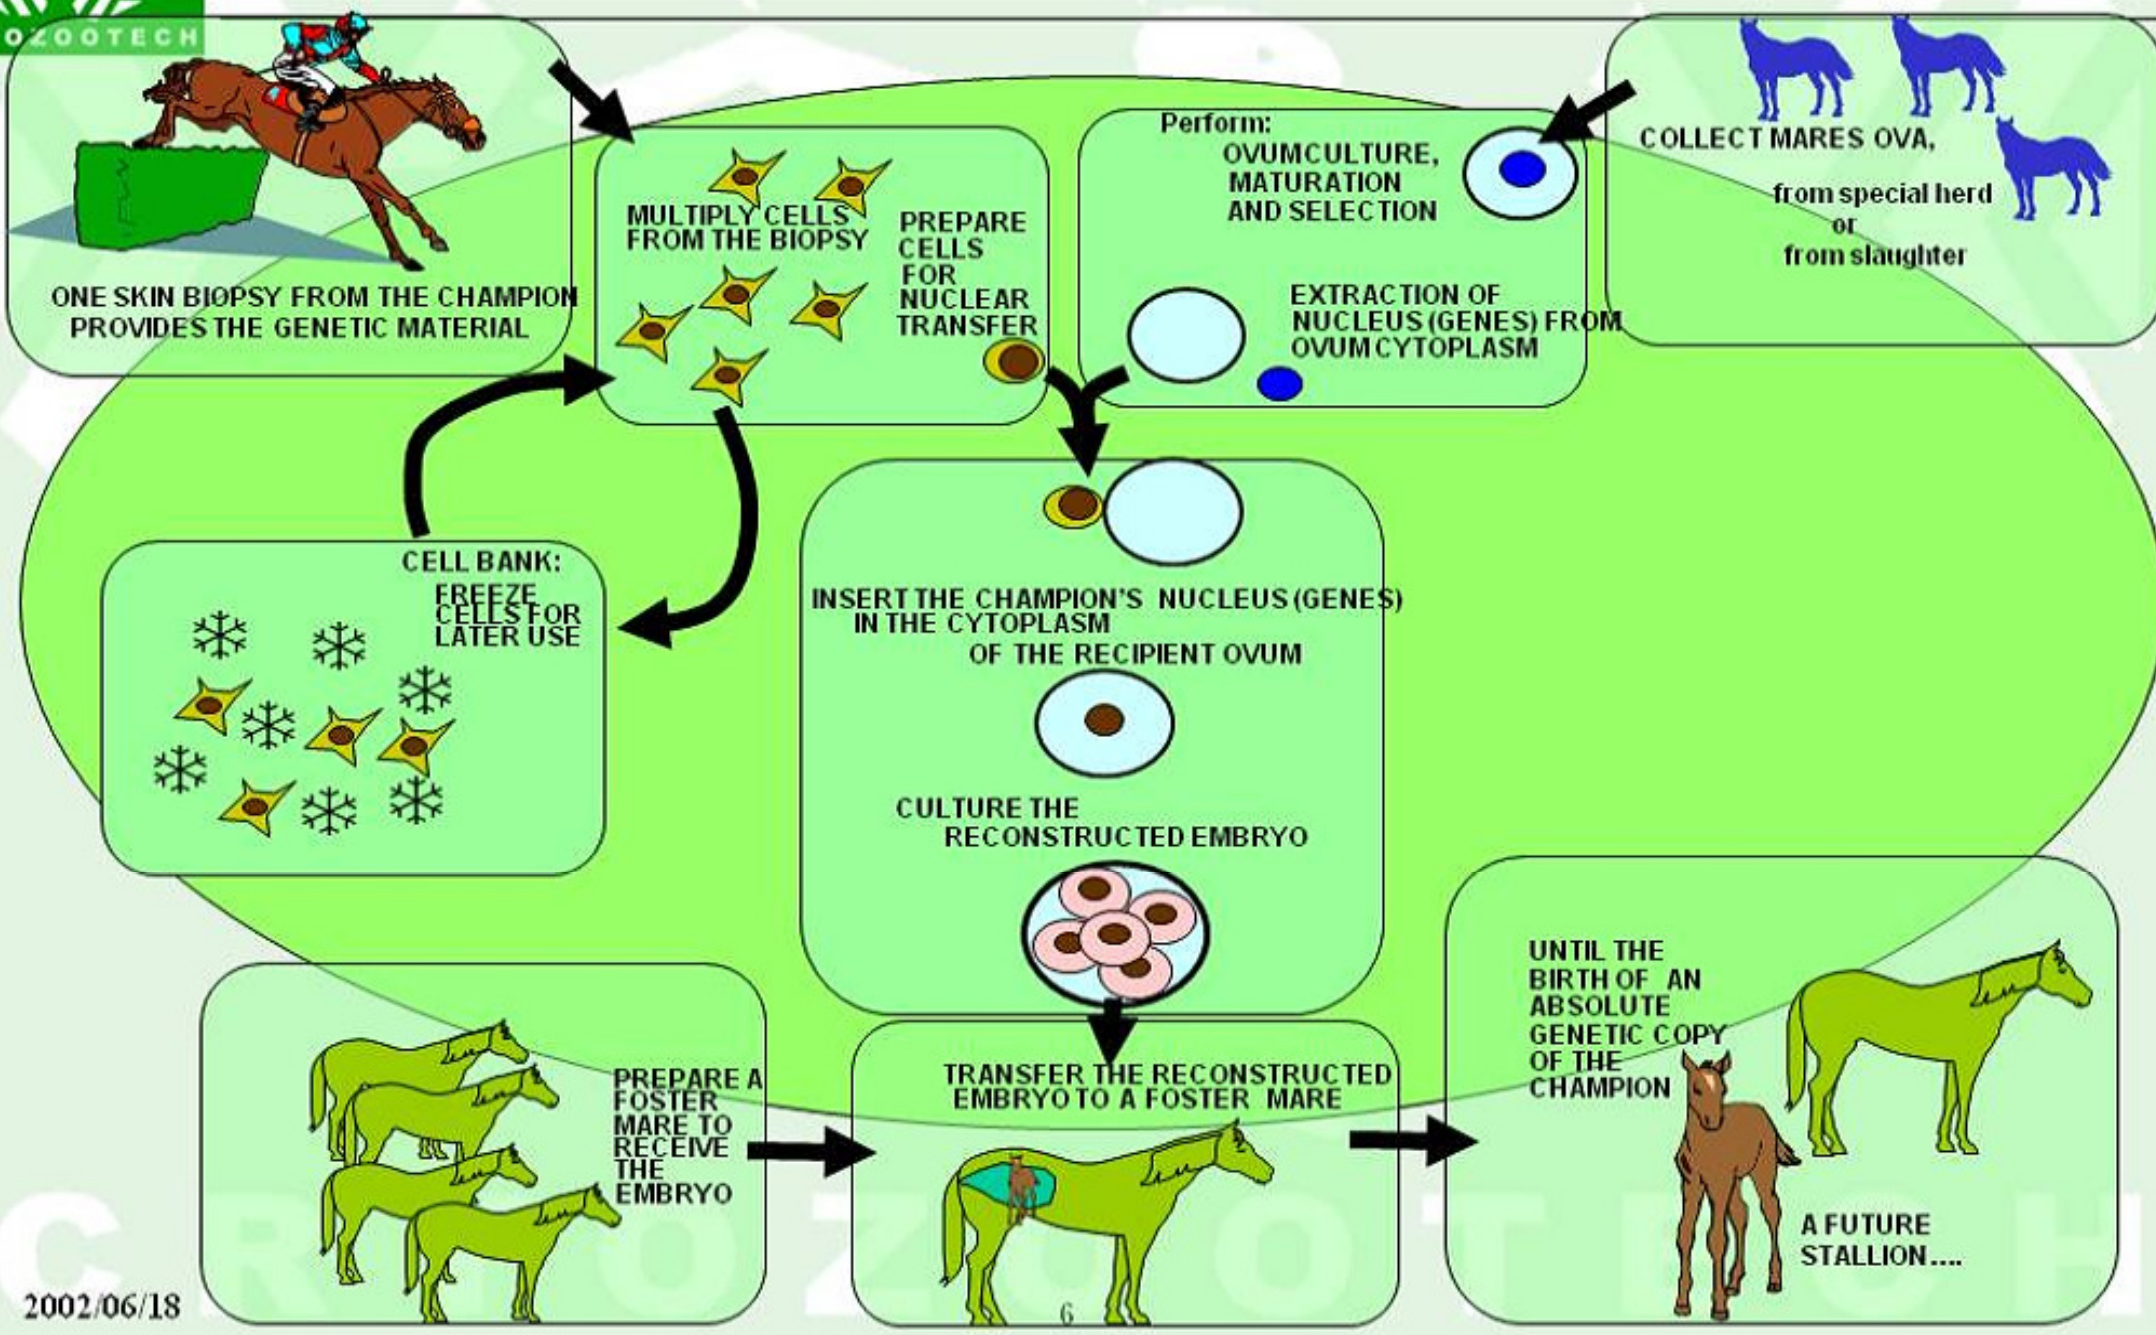 OZOOTECH
ONE SKIN BIOPSY FROM THE CHAMPION
PROVIDES THE GENETIC MATERIAL
MULTIPLY CELLS
FROM THE BIOPSY
PREPARE
CELLS
FOR
NUCLEAR
TRANSFER
Perform:
OVUM CULTURE,
MATURATION
AND SELECTION
EXTRACTION OF
NUCLEUS (GENES) FROM
OVUM CYTOPLASM
COLLECT MARES OVA,
from special herd
or
from slaughter
CELL BANK:
FREEZE
CELLS FOR
LATER USE
INSERT THE CHAMPION'S NUCLEUS (GENES)
IN THE CYTOPLASM
OF THE RECIPIENT OVUM
CULTURE THE
RECONSTRUCTED EMBRYO
PREPARE A
FOSTER
MARE TO
RECEIVE
THE
EMBRYO
TRANSFER THE RECONSTRUCTED
EMBRYO TO A FOSTER MARE
UNTIL THE
BIRTH OF AN
ABSOLUTE
GENETIC COPY
OF THE
CHAMPION
A FUTURE
STALLION....
CRYOZOOTECH
2002/06/18
6